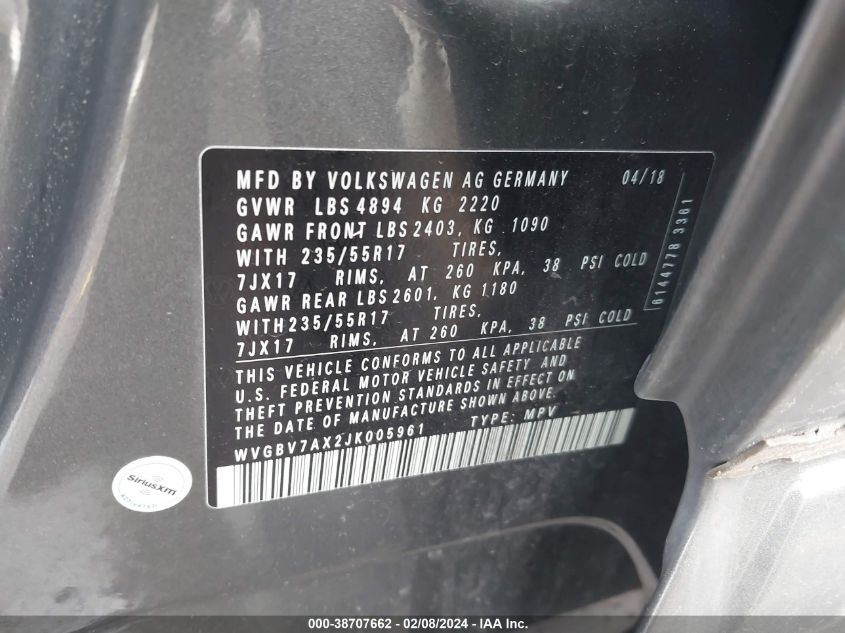 MFD BY VOLKSWAGEN AG GERMANY 04/18
GVWR LBS 4894 KG 2220
GAWR FRONT LBS 2403, KG 1090
WITH 235/55R17 TIRES,
7JX17 RIMS, AT 260 KPA, 38 PSI COLD
GAWR REAR LBS 2601, KG 1180
WITH 235/55R17 TIRES,
7JX17 RIMS, AT 260 KPA, 38 PSI COLD
THIS VEHICLE CONFORMS TO ALL APPLICABLE
U.S. FEDERAL MOTOR VEHICLE SAFETY AND
THEFT PREVENTION STANDARDS IN EFFECT ON
THE DATE OF MANUFACTURE SHOWN ABOVE.
WVGBV7AX2JK005961 TYPE: MPV
6144778 3361
SiriusXM
000-38707662 - 02/08/2024 - IAA Inc.